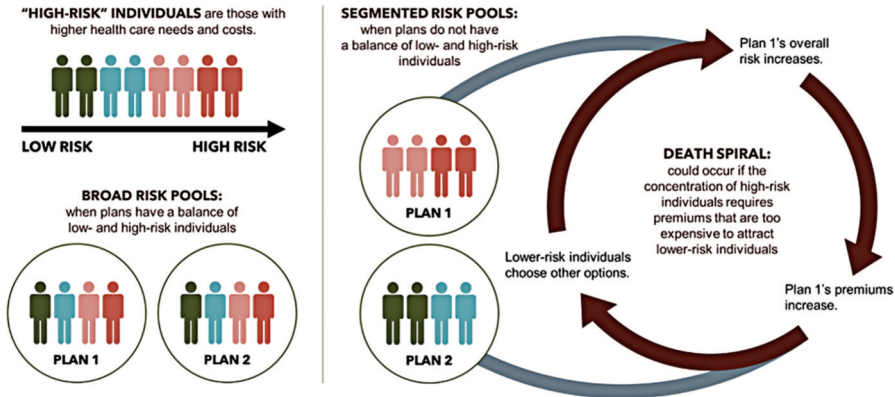 "HIGH-RISK" INDIVIDUALS are those with
higher health care needs and costs.
LOW RISK
HIGH RISK
BROAD RISK POOLS:
when plans have a balance of
low- and high-risk individuals
PLAN 1
PLAN 2
SEGMENTED RISK POOLS:
when plans do not have
a balance of low- and high-risk
individuals
PLAN 1
PLAN 2
Plan 1's overall
risk increases.
DEATH SPIRAL:
could occur if the
concentration of high-risk
individuals requires
premiums that are too
expensive to attract
lower-risk individuals
Plan 1's premiums
increase.
Lower-risk individuals
choose other options.